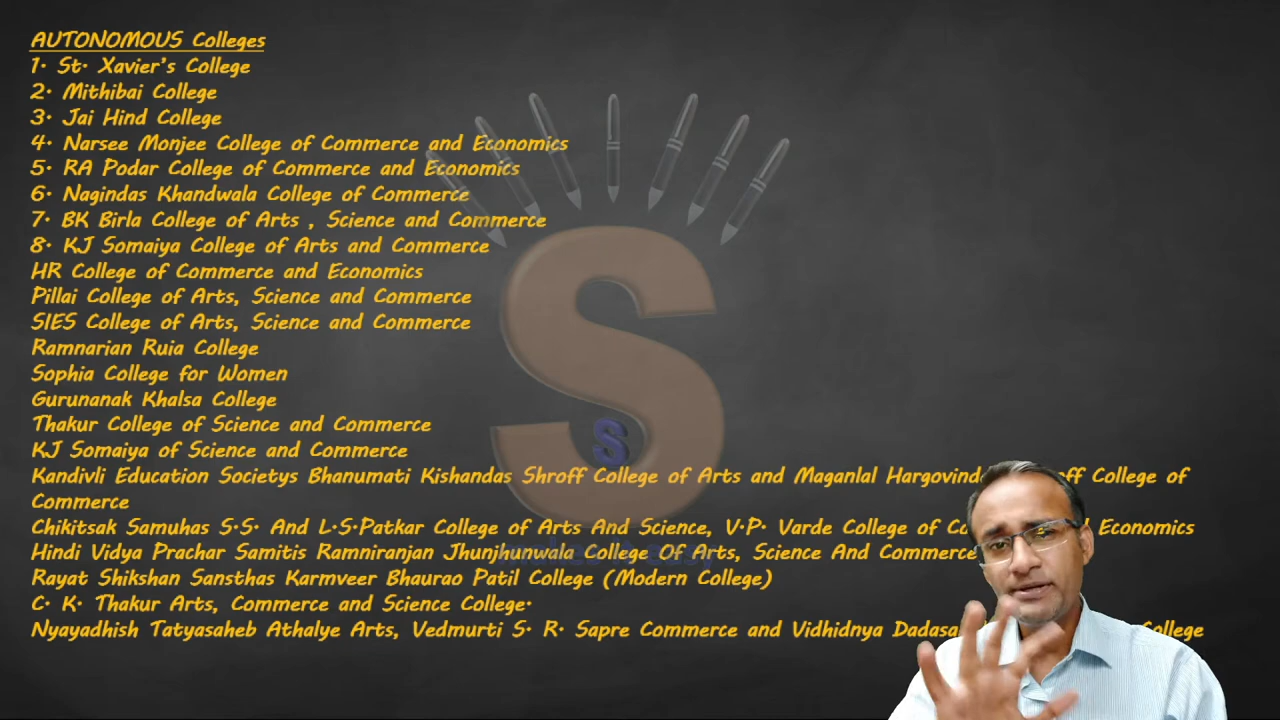 AUTONOMOUS Colleges
1. St. Xavier's College
2. Mithibai College
3. Jai Hind College
4. Narsee Monjee College of Commerce and Economics
5. RA Podar College of Commerce and Economics
6. Nagindas Khandwala College of Commerce
7. BK Birla College of Arts , Science and Commerce
8. KJ Somaiya College of Arts and Commerce
HR College of Commerce and Economics
Pillai College of Arts, Science and Commerce
SIES College of Arts, Science and Commerce
Ramnarian Ruia College
Sophia College for Women
Gurunanak Khalsa College
Thakur College of Science and Commerce
KJ Somaiya of Science and Commerce
Kandivli Education Societys Bhanumati Kishandas Shroff College of Arts and Maganlal College of
Commerce
Chikitsak Samuhas S.S. And L.S.Patkar College of Arts And Science, V.P. Varde College of Economics
Hindi Vidya Prachar Samitis Ramniranjan Jhunjhunwala College Of Arts, Science And Commerce
Rayat Shikshan Sansthas Karmveer Bhaurao Patil College (Modern College)
C. K. Thakur Arts, Commerce and Science College.
Nyayadhish Tatyasaheb Athalye Arts, Vedmurti S. R. Sapre Commerce and Vidhidnya College
S
S
makes it easy